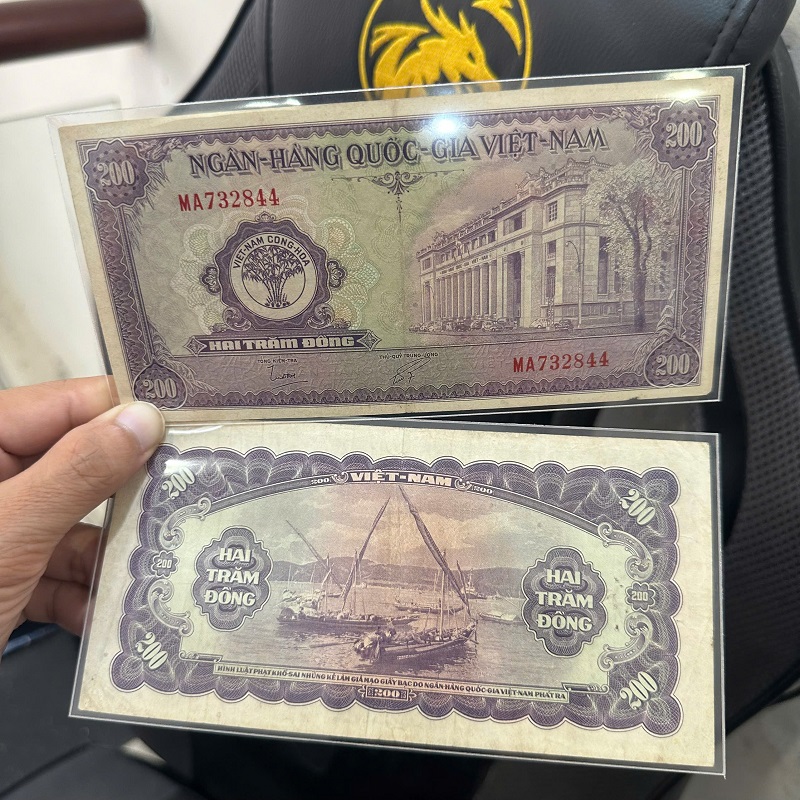 200
NGÂN-HÀNG QUỐC-GIA VIỆT-NAM
200
MA732844
VIỆT-NAM CỘNG-HÒA
HAI TRĂM ĐỒNG
TỔNG KIỂM-TRA
THỦ-QUỸ TRUNG-ƯƠNG
MA732844
200
200
200
200 VIỆT-NAM 200
200
200
HAI
TRĂM
ĐỒNG
HAI
TRĂM
ĐỒNG
200
200
HÌNH LUẬT PHẠT KHỔ-SAI NHỮNG KẺ LÀM GIẢ MẠO GIẤY BẠC DO NGÂN-HÀNG QUỐC-GIA VIỆT-NAM PHÁT RA
200
200